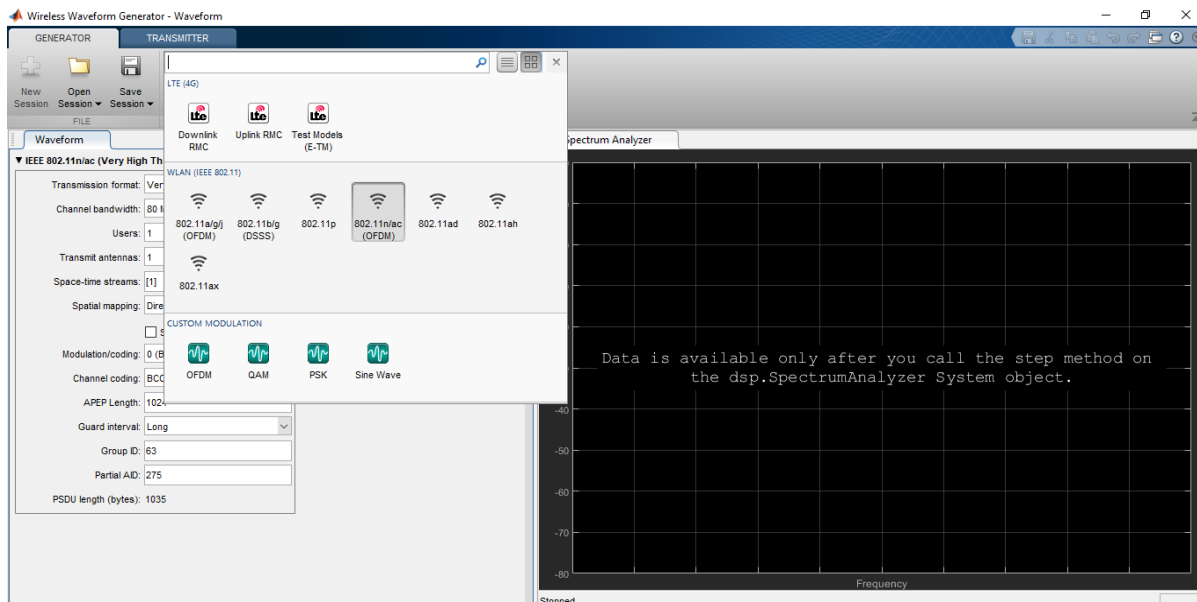 Wireless Waveform Generator - Waveform
GENERATOR
TRANSMITTER
New Session
Open Session
Save Session
FILE
LTE (4G)
Downlink RMC
Uplink RMC
Test Models (E-TM)
WLAN (IEEE 802.11)
802.11a/g/j (OFDM)
802.11b/g (DSSS)
802.11p
802.11n/ac (OFDM)
802.11ad
802.11ah
802.11ax
CUSTOM MODULATION
OFDM
QAM
PSK
Sine Wave
Waveform
IEEE 802.11n/ac (Very High Th
Transmission format: Ver
Channel bandwidth: 80
Users: 1
Transmit antennas: 1
Space-time streams: [1]
Spatial mapping: Dire
Modulation/coding: 0 (B
Channel coding: BCC
APEP Length: 1024
Guard interval: Long
Group ID: 63
Partial AID: 275
PSDU length (bytes): 1035
Spectrum Analyzer
Data is available only after you call the step method on
the dsp.SpectrumAnalyzer System object.
-40
-50
-60
-70
-80
Frequency
Stopped